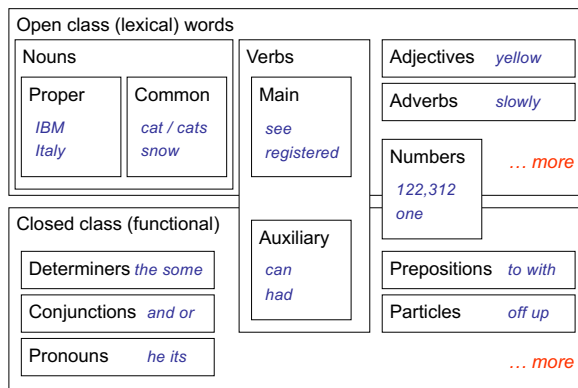 Open class (lexical) words
Nouns
Proper
IBM
Italy
Common
cat / cats
snow
Verbs
Main
see
registered
Adjectives yellow
Adverbs slowly
Numbers
122,312
one
… more
Closed class (functional)
Determiners the some
Conjunctions and or
Pronouns he its
Auxiliary
can
had
Prepositions to with
Particles off up
… more